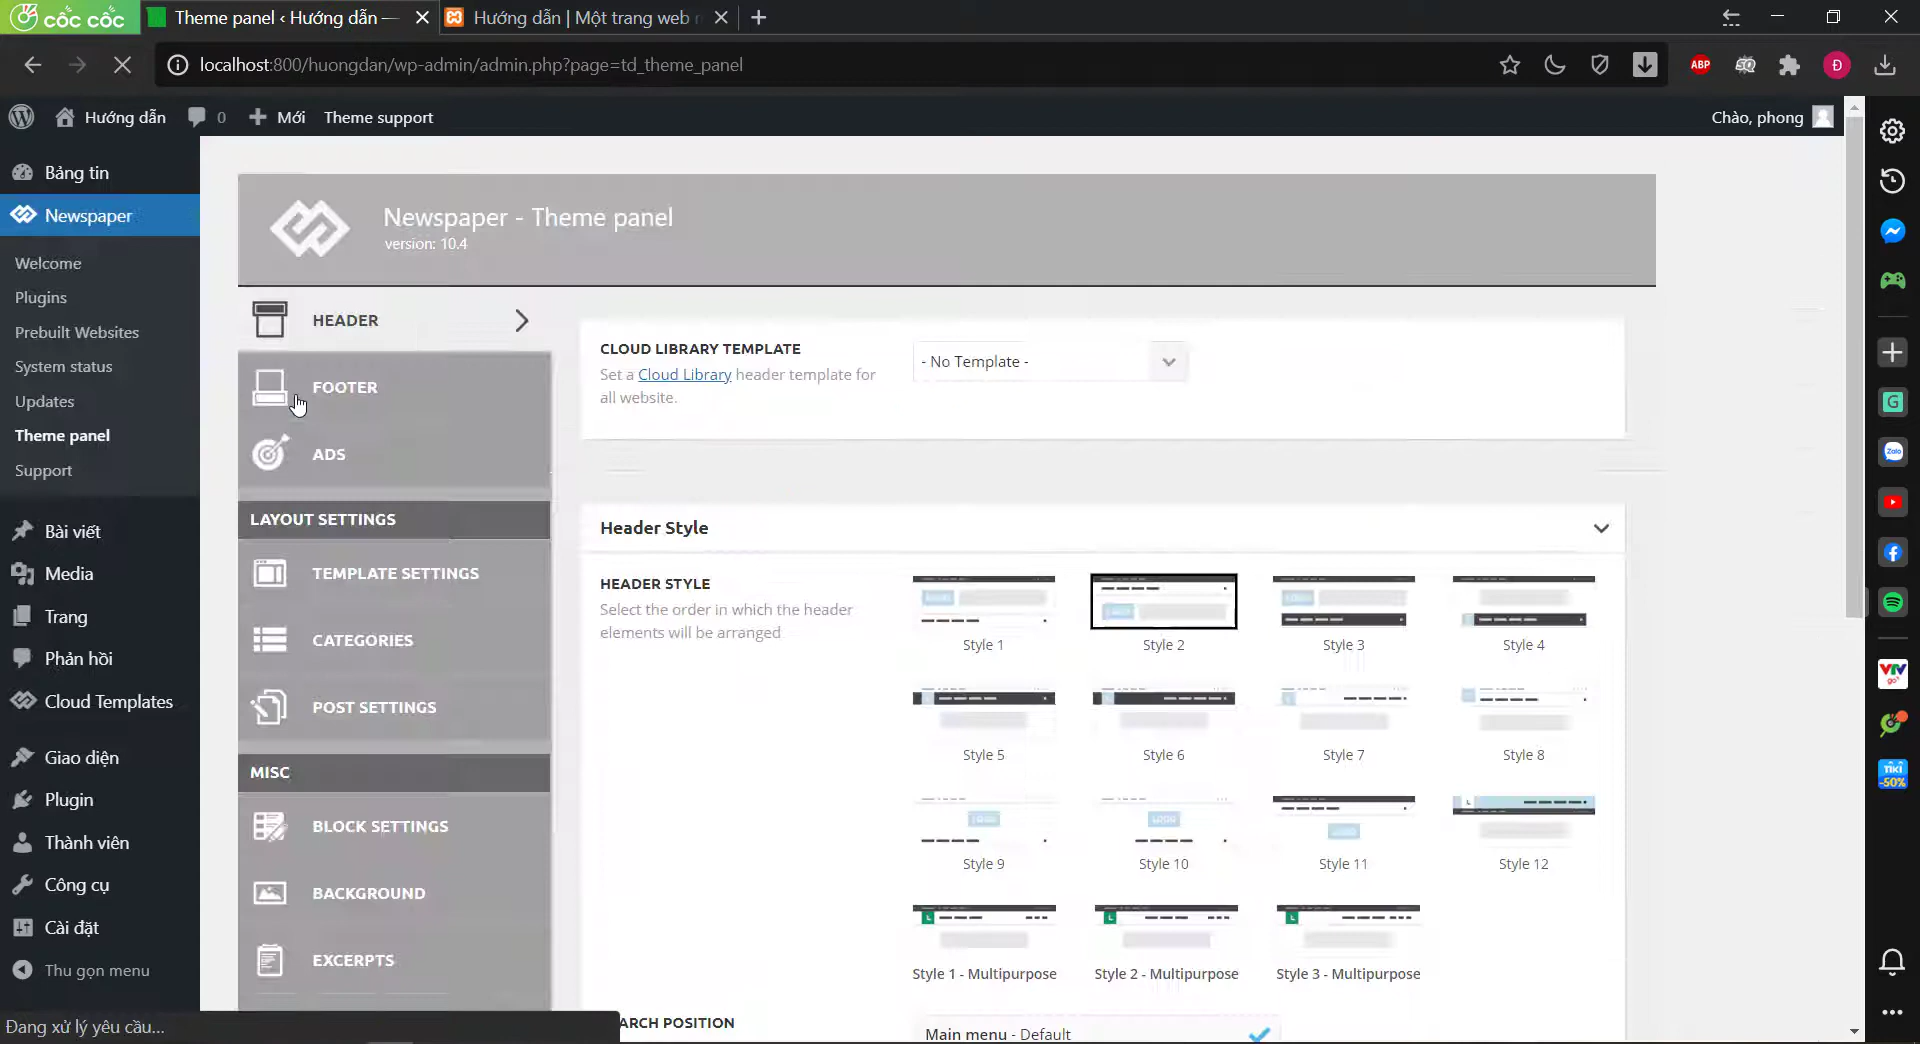 cốc cốc
Theme panel ‹ Hướng dẫn —
Hướng dẫn | Một trang web
localhost:800/huongdan/wp-admin/admin.php?page=td_theme_panel
ABP
Đ
Hướng dẫn
0
Mới
Theme support
Chào, phong
Bảng tin
Newspaper
Welcome
Plugins
Prebuilt Websites
System status
Updates
Theme panel
Support
Bài viết
Media
Trang
Phản hồi
Cloud Templates
Giao diện
Plugin
Thành viên
Công cụ
Cài đặt
Thu gọn menu
Đang xử lý yêu cầu...
Newspaper - Theme panel
version: 10.4
HEADER
FOOTER
ADS
LAYOUT SETTINGS
TEMPLATE SETTINGS
CATEGORIES
POST SETTINGS
MISC
BLOCK SETTINGS
BACKGROUND
EXCERPTS
CLOUD LIBRARY TEMPLATE
Set a Cloud Library header template for
all website.
- No Template -
Header Style
HEADER STYLE
Select the order in which the header
elements will be arranged
Style 1
Style 2
Style 3
Style 4
Style 5
Style 6
Style 7
Style 8
Style 9
Style 10
Style 11
Style 12
Style 1 - Multipurpose
Style 2 - Multipurpose
Style 3 - Multipurpose
ARCH POSITION
Main menu - Default
G
Zalo
VTV
go
TIKI
-50%